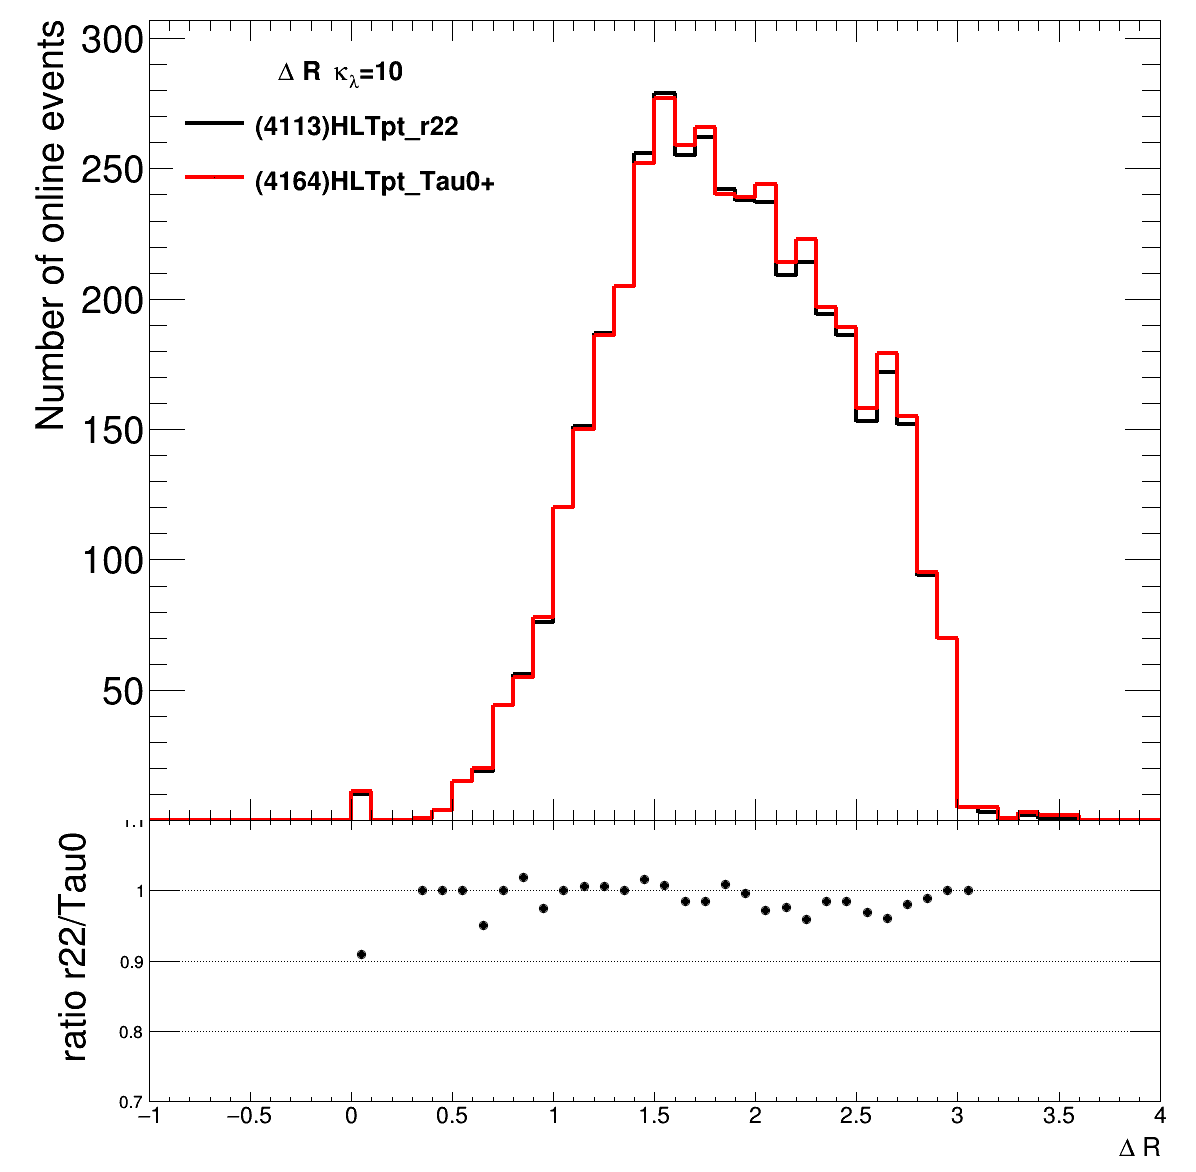 Number of online events
300
250
200
150
100
50
Δ R κλ=10
(4113)HLTpt_r22
(4164)HLTpt_Tau0+
ratio r22/Tau0
1.1
1
0.9
0.8
0.7
−1 −0.5 0 0.5 1 1.5 2 2.5 3 3.5 4
Δ R